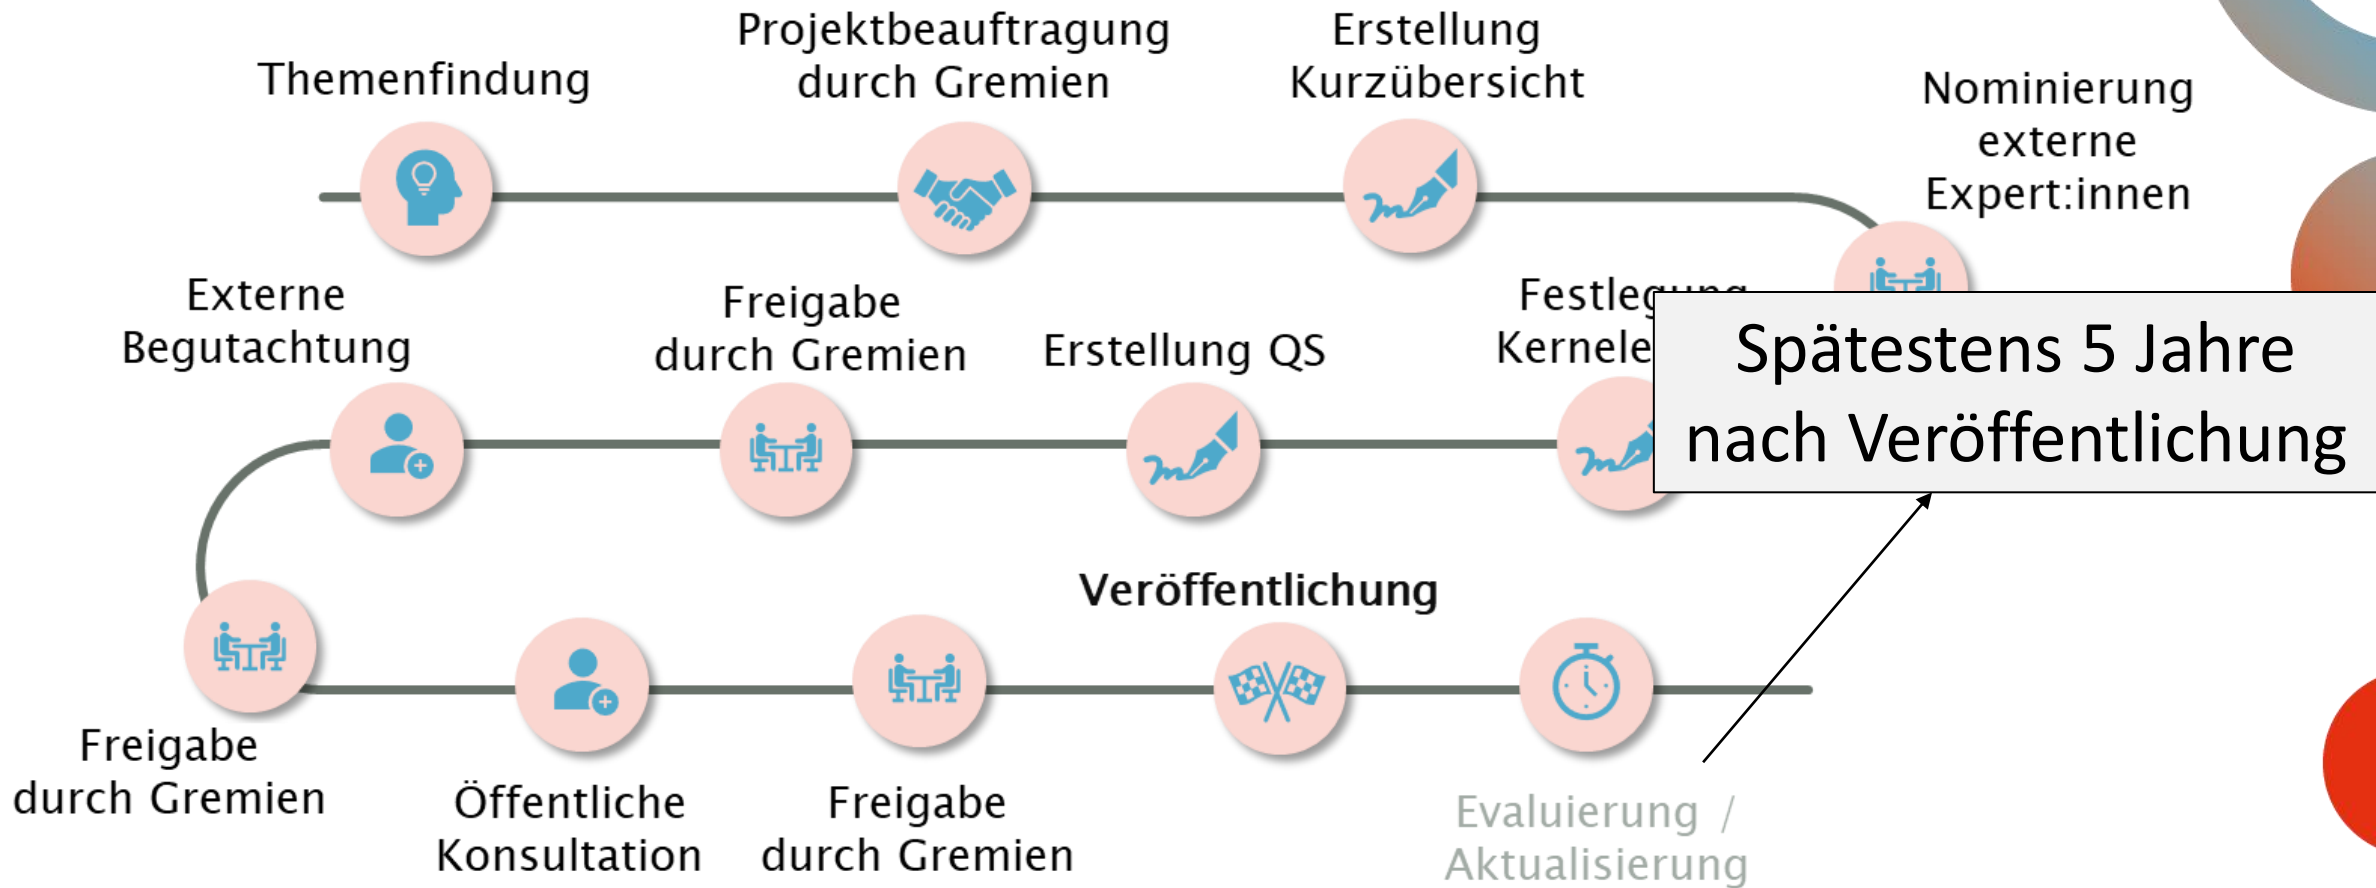 Themenfindung
Projektbeauftragung
durch Gremien
Erstellung
Kurzübersicht
Nominierung
externe
Expert:innen
Externe
Begutachtung
Freigabe
durch Gremien
Erstellung QS
Spätestens 5 Jahre
nach Veröffentlichung
Veröffentlichung
Freigabe
durch Gremien
Öffentliche
Konsultation
Freigabe
durch Gremien
Evaluierung /
Aktualisierung